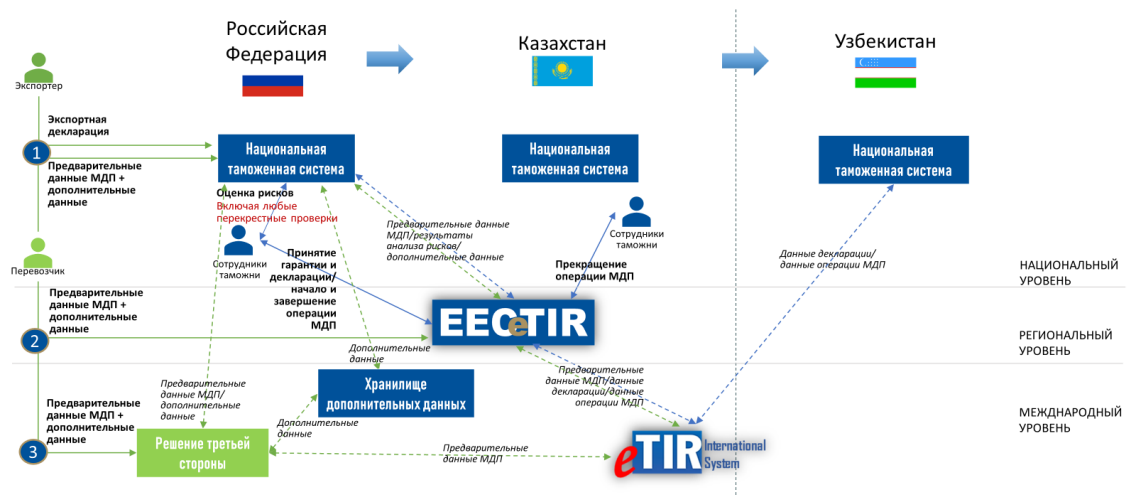 Российская
Федерация
Казахстан
Узбекистан
Экспортер
Экспортная
декларация
1
Предварительные
данные МДП +
дополнительные
данные
Национальная
таможенная система
Национальная
таможенная система
Национальная
таможенная система
Оценка рисков
Включая любые
перекрестные проверки
Сотрудники
таможни
Предварительные данные
МДП/результаты
анализа рисков/
дополнительные данные
Сотрудники
таможни
Принятие
гарантии и
декларации/
начало и
завершение
операции
МДП
Прекращение
операции МДП
Данные декларации/
данные операции МДП
Перевозчик
НАЦИОНАЛЬНЫЙ
УРОВЕНЬ
Предварительные
данные МДП +
дополнительные
данные
2
EECeTIR
РЕГИОНАЛЬНЫЙ
УРОВЕНЬ
Дополнительные
данные
Предварительные
данные МДП/
дополнительные
данные
Хранилище
дополнительных данных
Предварительные
данные МДП/данные
декларации/данные
операции МДП
МЕЖДУНАРОДНЫЙ
УРОВЕНЬ
Предварительные
данные МДП +
дополнительные
данные
3
Дополнительные
данные
Решение третьей
стороны
Предварительные
данные МДП
eTIR International
System